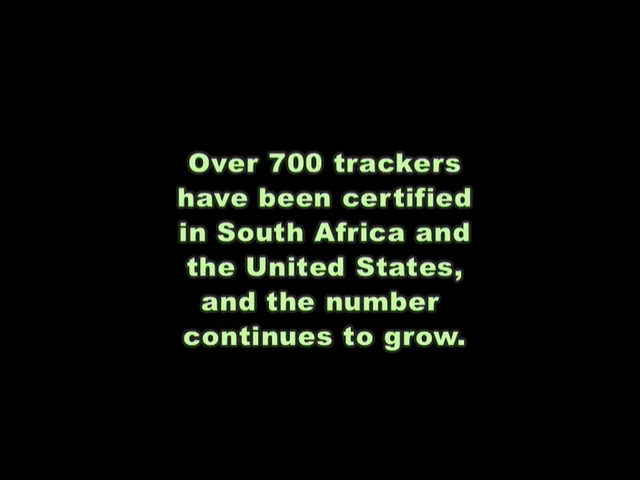 Over 700 trackers
have been certified
in South Africa and
the United States,
and the number
continues to grow.